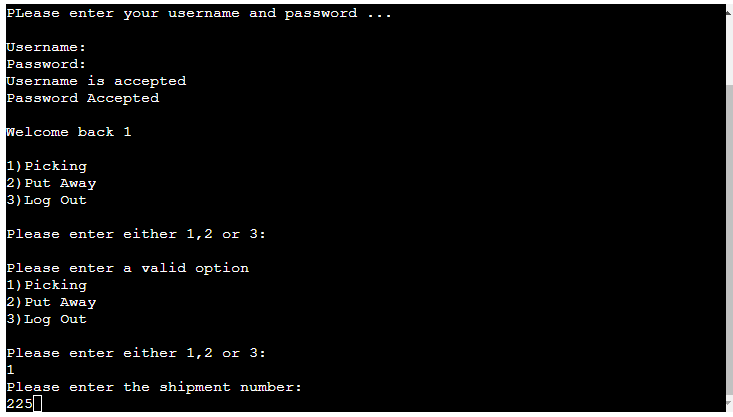 PLease enter your username and password ...
Username:
Password:
Username is accepted
Password Accepted
Welcome back 1
1)Picking
2)Put Away
3)Log Out
Please enter either 1,2 or 3:
Please enter a valid option
1)Picking
2)Put Away
3)Log Out
Please enter either 1,2 or 3:
1
Please enter the shipment number:
225